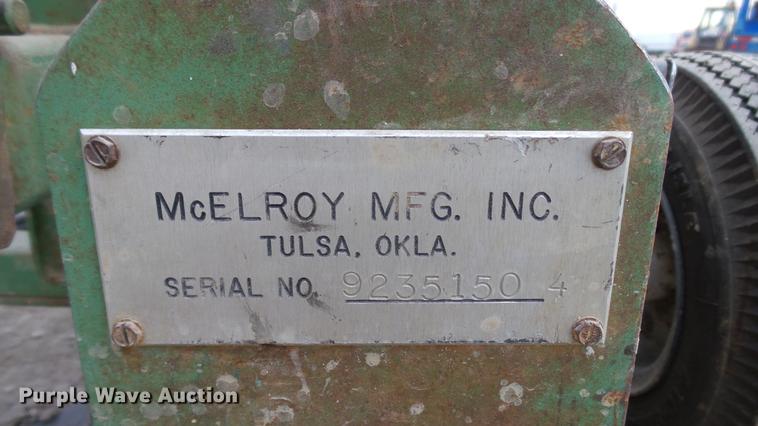 McELROY MFG. INC.
TULSA, OKLA.
SERIAL NO. 9235150 4
Purple Wave Auction